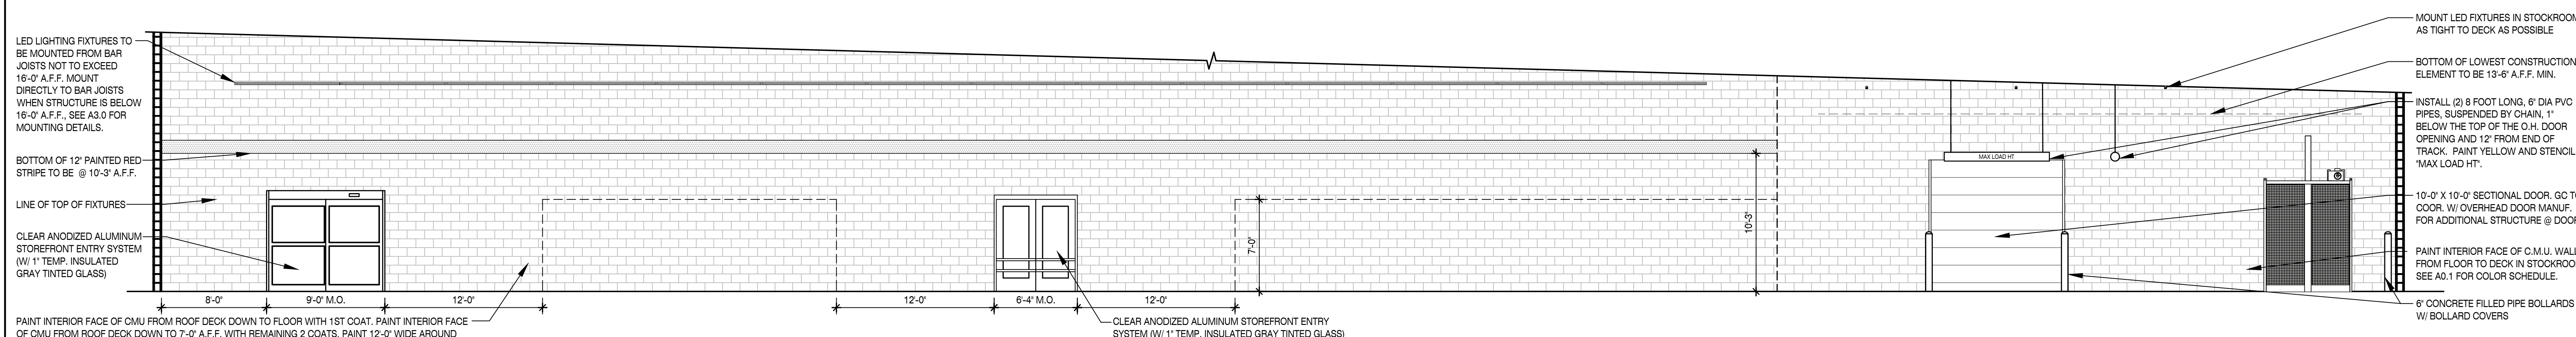 LED LIGHTING FIXTURES TO
BE MOUNTED FROM BAR
JOISTS NOT TO EXCEED
16'-0" A.F.F. MOUNT
DIRECTLY TO BAR JOISTS
WHEN STRUCTURE IS BELOW
16'-0" A.F.F., SEE A3.0 FOR
MOUNTING DETAILS.
BOTTOM OF 12" PAINTED RED
STRIPE TO BE @ 10'-3" A.F.F.
LINE OF TOP OF FIXTURES
CLEAR ANODIZED ALUMINUM
STOREFRONT ENTRY SYSTEM
(W/ 1" TEMP. INSULATED
GRAY TINTED GLASS)
8'-0"
9'-0" M.O.
12'-0"
12'-0"
6'-4" M.O.
12'-0"
7'-0"
10'-3"
MAX LOAD HT
PAINT INTERIOR FACE OF CMU FROM ROOF DECK DOWN TO FLOOR WITH 1ST COAT. PAINT INTERIOR FACE
OF CMU FROM ROOF DECK DOWN TO 7'-0" A.F.F. WITH REMAINING 2 COATS. PAINT 12'-0" WIDE AROUND
CLEAR ANODIZED ALUMINUM STOREFRONT ENTRY
SYSTEM (W/ 1" TEMP. INSULATED GRAY TINTED GLASS)
MOUNT LED FIXTURES IN STOCKROOM
AS TIGHT TO DECK AS POSSIBLE
BOTTOM OF LOWEST CONSTRUCTION
ELEMENT TO BE 13'-6" A.F.F. MIN.
INSTALL (2) 8 FOOT LONG, 6" DIA PVC
PIPES, SUSPENDED BY CHAIN, 1"
BELOW THE TOP OF THE O.H. DOOR
OPENING AND 12" FROM END OF
TRACK. PAINT YELLOW AND STENCIL
"MAX LOAD HT".
10'-0" X 10'-0" SECTIONAL DOOR. GC TO
COOR. W/ OVERHEAD DOOR MANUF.
FOR ADDITIONAL STRUCTURE @ DOOR
PAINT INTERIOR FACE OF C.M.U. WALL
FROM FLOOR TO DECK IN STOCKROOM
SEE A0.1 FOR COLOR SCHEDULE.
6" CONCRETE FILLED PIPE BOLLARDS
W/ BOLLARD COVERS